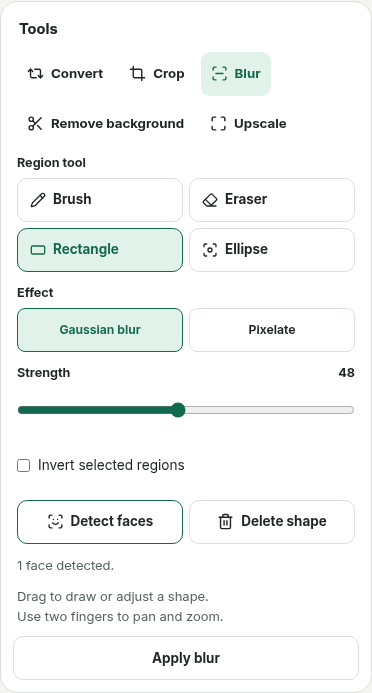 Tools
Convert Crop Blur
Remove background Upscale
Region tool
Brush Eraser
Rectangle Ellipse
Effect
Gaussian blur Pixelate
Strength 48
Invert selected regions
Detect faces Delete shape
1 face detected.
Drag to draw or adjust a shape.
Use two fingers to pan and zoom.
Apply blur